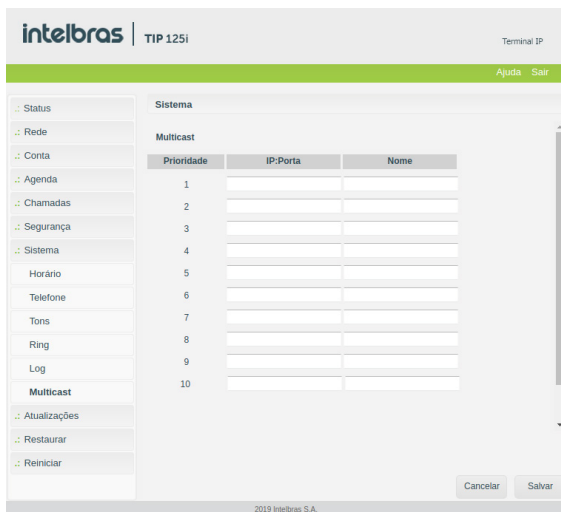 intelbras TIP 125i
Terminal IP
Ajuda Sair
.: Status
.: Rede
.: Conta
.: Agenda
.: Chamadas
.: Segurança
.: Sistema
Horário
Telefone
Tons
Ring
Log
Multicast
.: Atualizações
.: Restaurar
.: Reiniciar
Sistema
Multicast
Prioridade IP:Porta Nome
1
2
3
4
5
6
7
8
9
10
Cancelar Salvar
2019 Intelbras S.A.